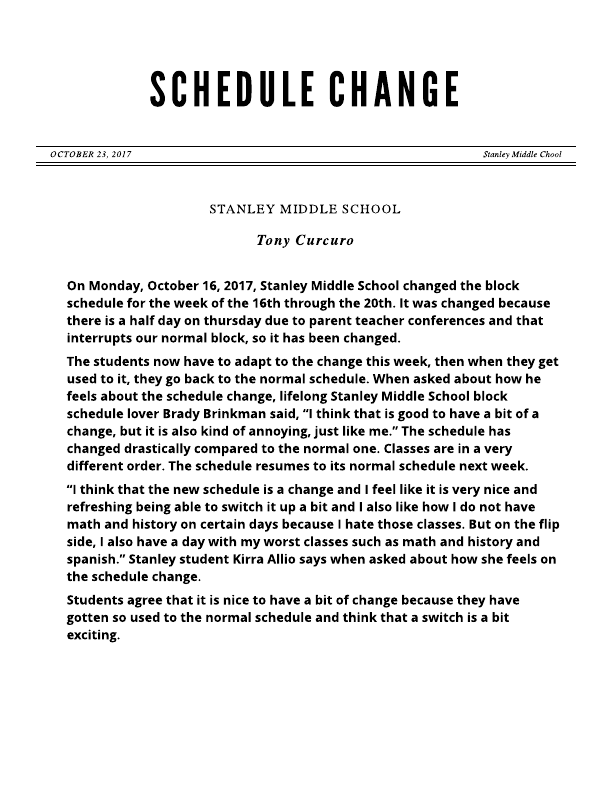 SCHEDULE CHANGE
OCTOBER 23, 2017
Stanley Middle Chool
STANLEY MIDDLE SCHOOL
Tony Curcuro
On Monday, October 16, 2017, Stanley Middle School changed the block
schedule for the week of the 16th through the 20th. It was changed because
there is a half day on thursday due to parent teacher conferences and that
interrupts our normal block, so it has been changed.
The students now have to adapt to the change this week, then when they get
used to it, they go back to the normal schedule. When asked about how he
feels about the schedule change, lifelong Stanley Middle School block
schedule lover Brady Brinkman said, “I think that is good to have a bit of a
change, but it is also kind of annoying, just like me.” The schedule has
changed drastically compared to the normal one. Classes are in a very
different order. The schedule resumes to its normal schedule next week.
“I think that the new schedule is a change and I feel like it is very nice and
refreshing being able to switch it up a bit and I also like how I do not have
math and history on certain days because I hate those classes. But on the flip
side, I also have a day with my worst classes such as math and history and
spanish.” Stanley student Kirra Allio says when asked about how she feels on
the schedule change.
Students agree that it is nice to have a bit of change because they have
gotten so used to the normal schedule and think that a switch is a bit
exciting.